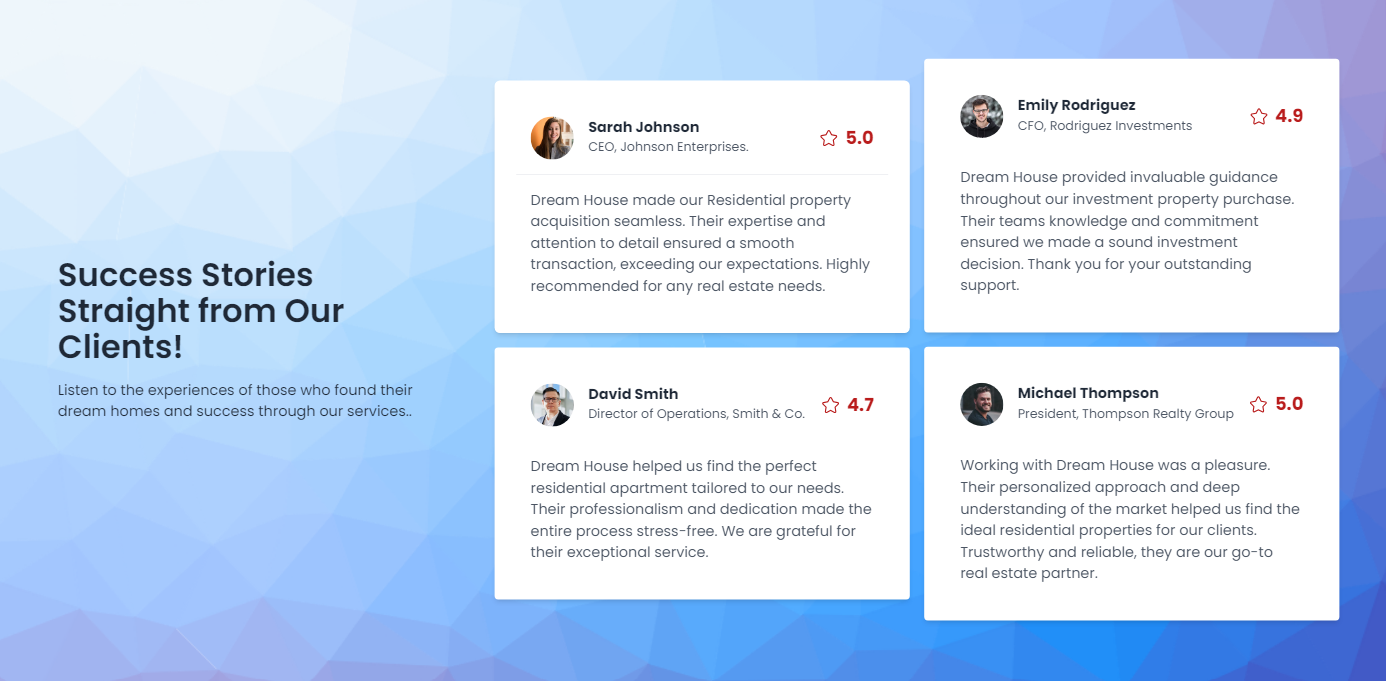 Success Stories
Straight from Our
Clients!
Listen to the experiences of those who found their
dream homes and success through our services..
Sarah Johnson
CEO, Johnson Enterprises.
5.0
Dream House made our Residential property
acquisition seamless. Their expertise and
attention to detail ensured a smooth
transaction, exceeding our expectations. Highly
recommended for any real estate needs.
Emily Rodriguez
CFO, Rodriguez Investments
4.9
Dream House provided invaluable guidance
throughout our investment property purchase.
Their teams knowledge and commitment
ensured we made a sound investment
decision. Thank you for your outstanding
support.
David Smith
Director of Operations, Smith & Co.
4.7
Dream House helped us find the perfect
residential apartment tailored to our needs.
Their professionalism and dedication made the
entire process stress-free. We are grateful for
their exceptional service.
Michael Thompson
President, Thompson Realty Group
5.0
Working with Dream House was a pleasure.
Their personalized approach and deep
understanding of the market helped us find the
ideal residential properties for our clients.
Trustworthy and reliable, they are our go-to
real estate partner.